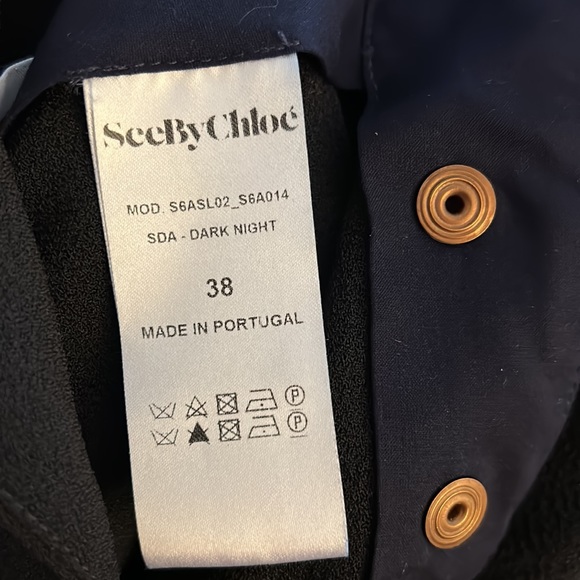 SeeByChloé
MOD. S6ASL02_S6A014
SDA - DARK NIGHT
38
MADE IN PORTUGAL
P
P